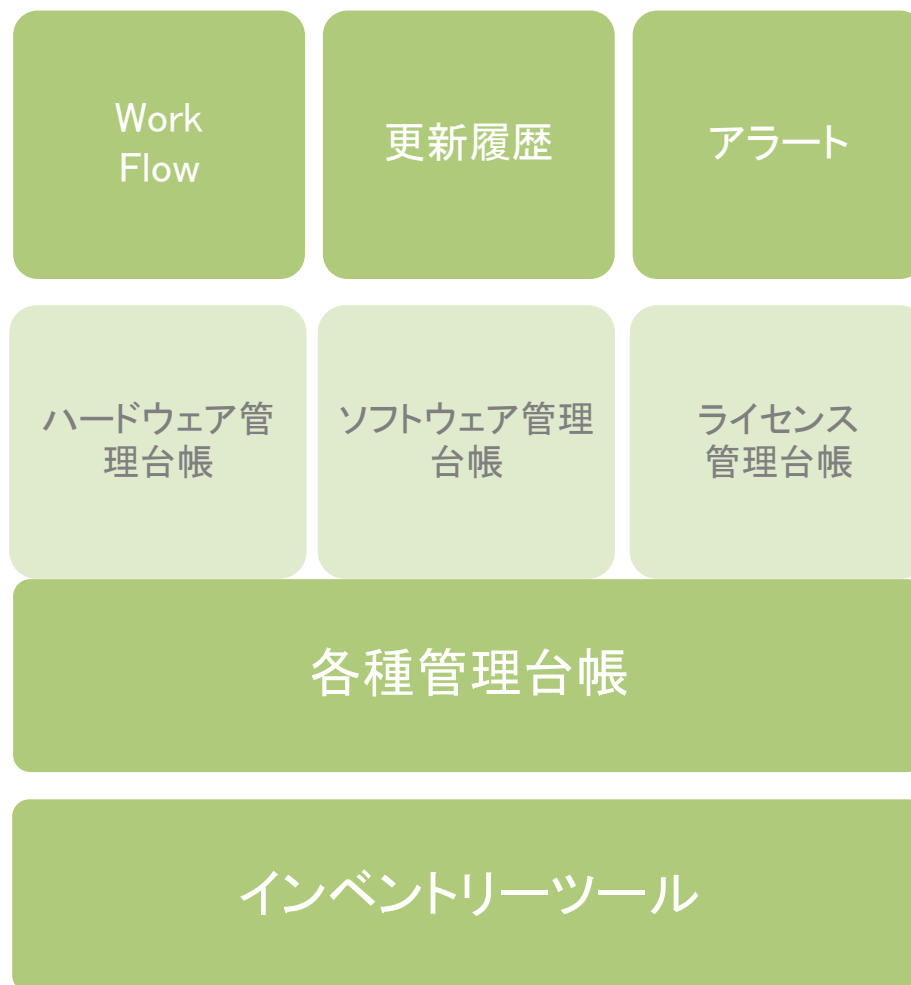 Work
Flow
更新履歴
アラート
ハードウェア管
理台帳
ソフトウェア管理
台帳
ライセンス
管理台帳
各種管理台帳
インベントリーツール